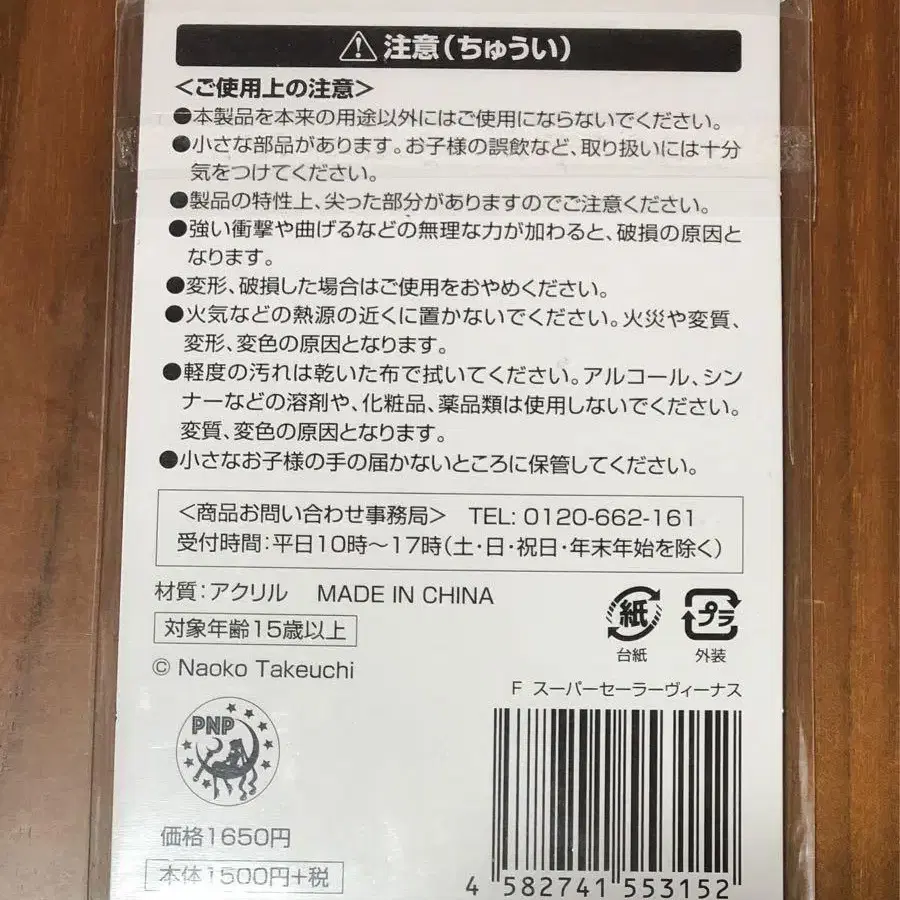 ⚠注意(ちゅうい)
<ご使用上の注意>
●本製品を本来の用途以外にはご使用にならないでください。
●小さな部品があります。お子様の誤飲など、取り扱いには十分
気をつけてください。
●製品の特性上、尖った部分がありますのでご注意ください。
●強い衝撃や曲げるなどの無理な力が加わると、破損の原因と
なります。
●変形、破損した場合はご使用をおやめください。
●火気などの熱源の近くに置かないでください。火災や変質、
変形、変色の原因となります。
●軽度の汚れは乾いた布で拭いてください。アルコール、シン
ナーなどの溶剤や、化粧品、薬品類は使用しないでください。
変質、変色の原因となります。
●小さなお子様の手の届かないところに保管してください。
<商品お問い合わせ事務局> TEL: 0120-662-161
受付時間:平日10時〜17時(土・日・祝日・年末年始を除く)
材質:アクリル MADE IN CHINA
対象年齢15歳以上
© Naoko Takeuchi
紙
台紙
プラ
外装
F スーパーセーラーヴィーナス
PNP
価格1650円
本体1500円+税
4 582741 553152